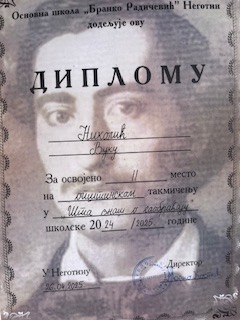 Основна школа „Бранко Радичевић” Неготин
додељује ову
ДИПЛОМУ
Николић
Вуку
За освојено II место
на општинском такмичењу
у "Шта знаш о саобраћају"
школске 2024/2025. године
У Неготину
20.04.2025
Директор